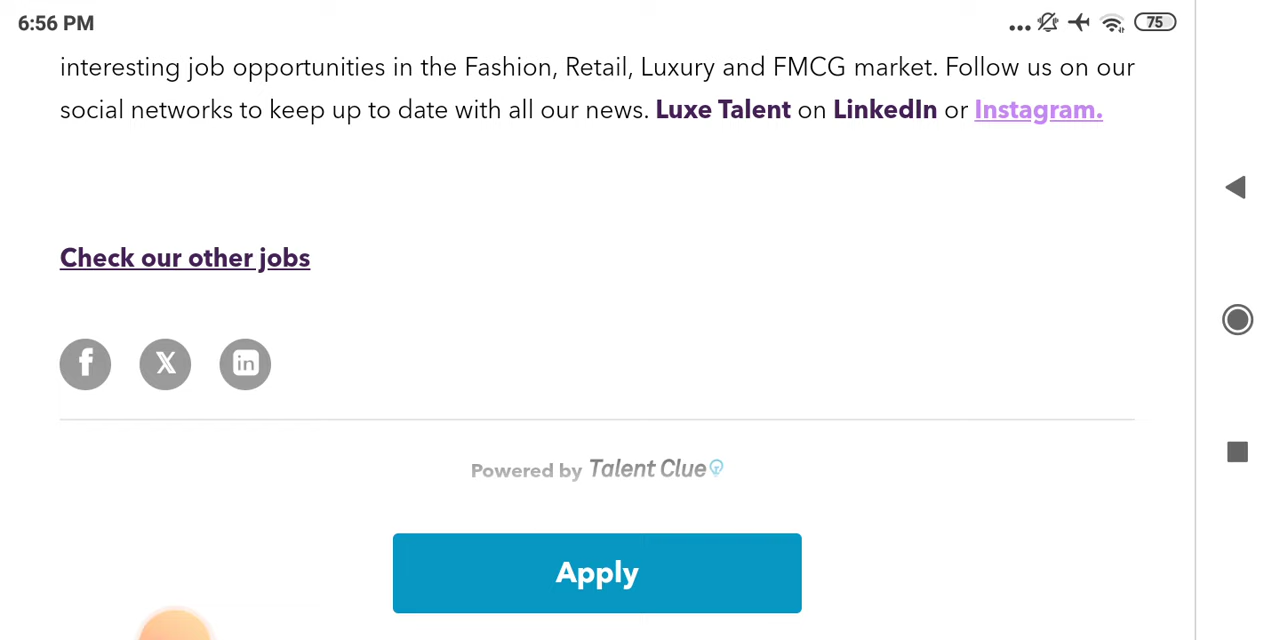 6:56 PM
75
interesting job opportunities in the Fashion, Retail, Luxury and FMCG market. Follow us on our
social networks to keep up to date with all our news. Luxe Talent on LinkedIn or Instagram.
Check our other jobs
f X in
Powered by Talent Clue
Apply